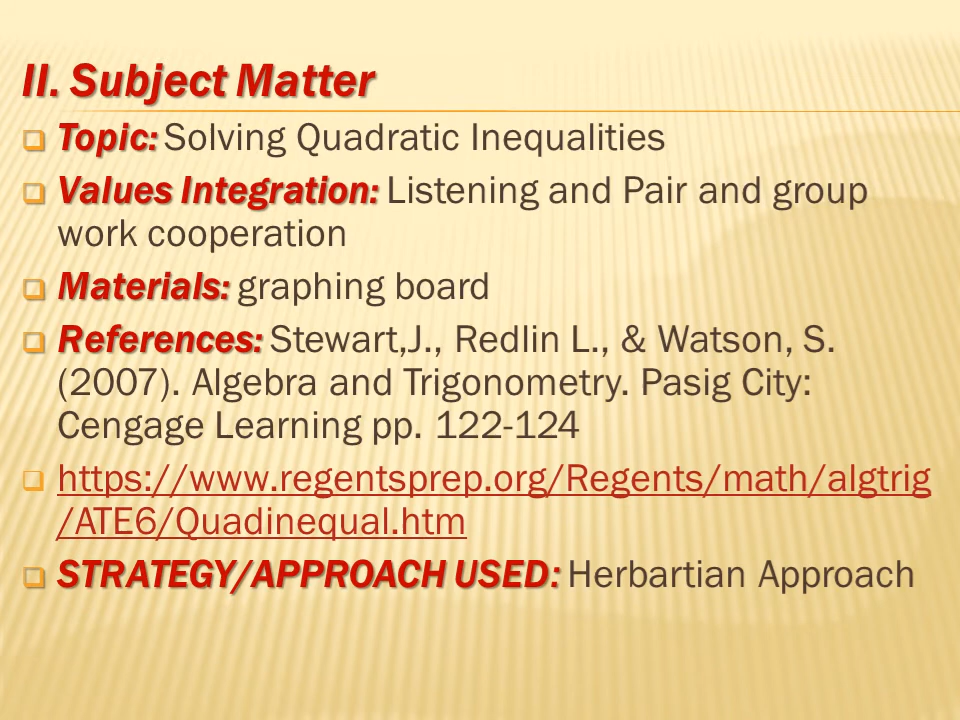 II. Subject Matter
Topic: Solving Quadratic Inequalities
Values Integration: Listening and Pair and group
work cooperation
Materials: graphing board
References: Stewart,J., Redlin L., & Watson, S.
(2007). Algebra and Trigonometry. Pasig City:
Cengage Learning pp. 122-124
https://www.regentsprep.org/Regents/math/algtrig
/ATE6/Quadinequal.htm
STRATEGY/APPROACH USED: Herbartian Approach